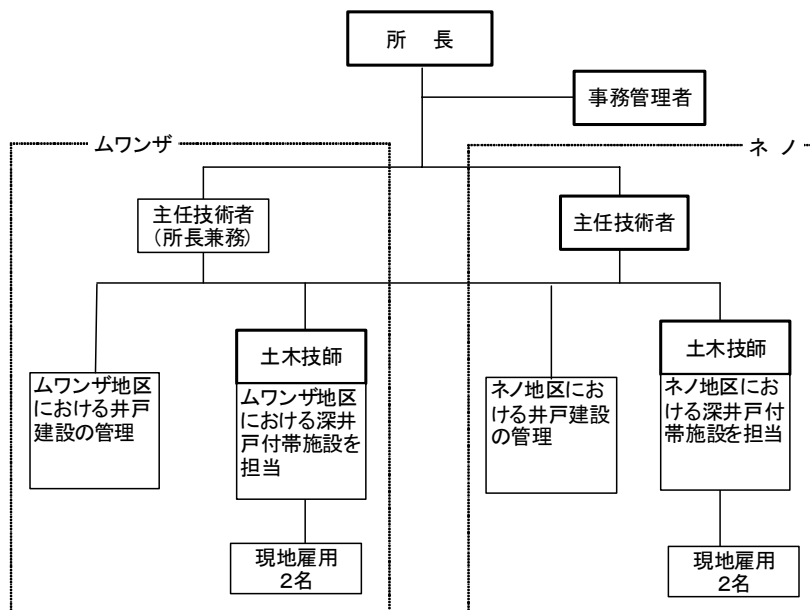 所 長
事務管理者
ムワンザ
ネ ノ
主任技術者
(所長兼務)
主任技術者
土木技師
土木技師
ムワンザ地区
における井戸
建設の管理
ムワンザ地区
における深井
戸付帯施設を
担当
ネノ地区にお
ける井戸建設
の管理
ネノ地区にお
ける深井戸付
帯施設を担当
現地雇用
2名
現地雇用
2名